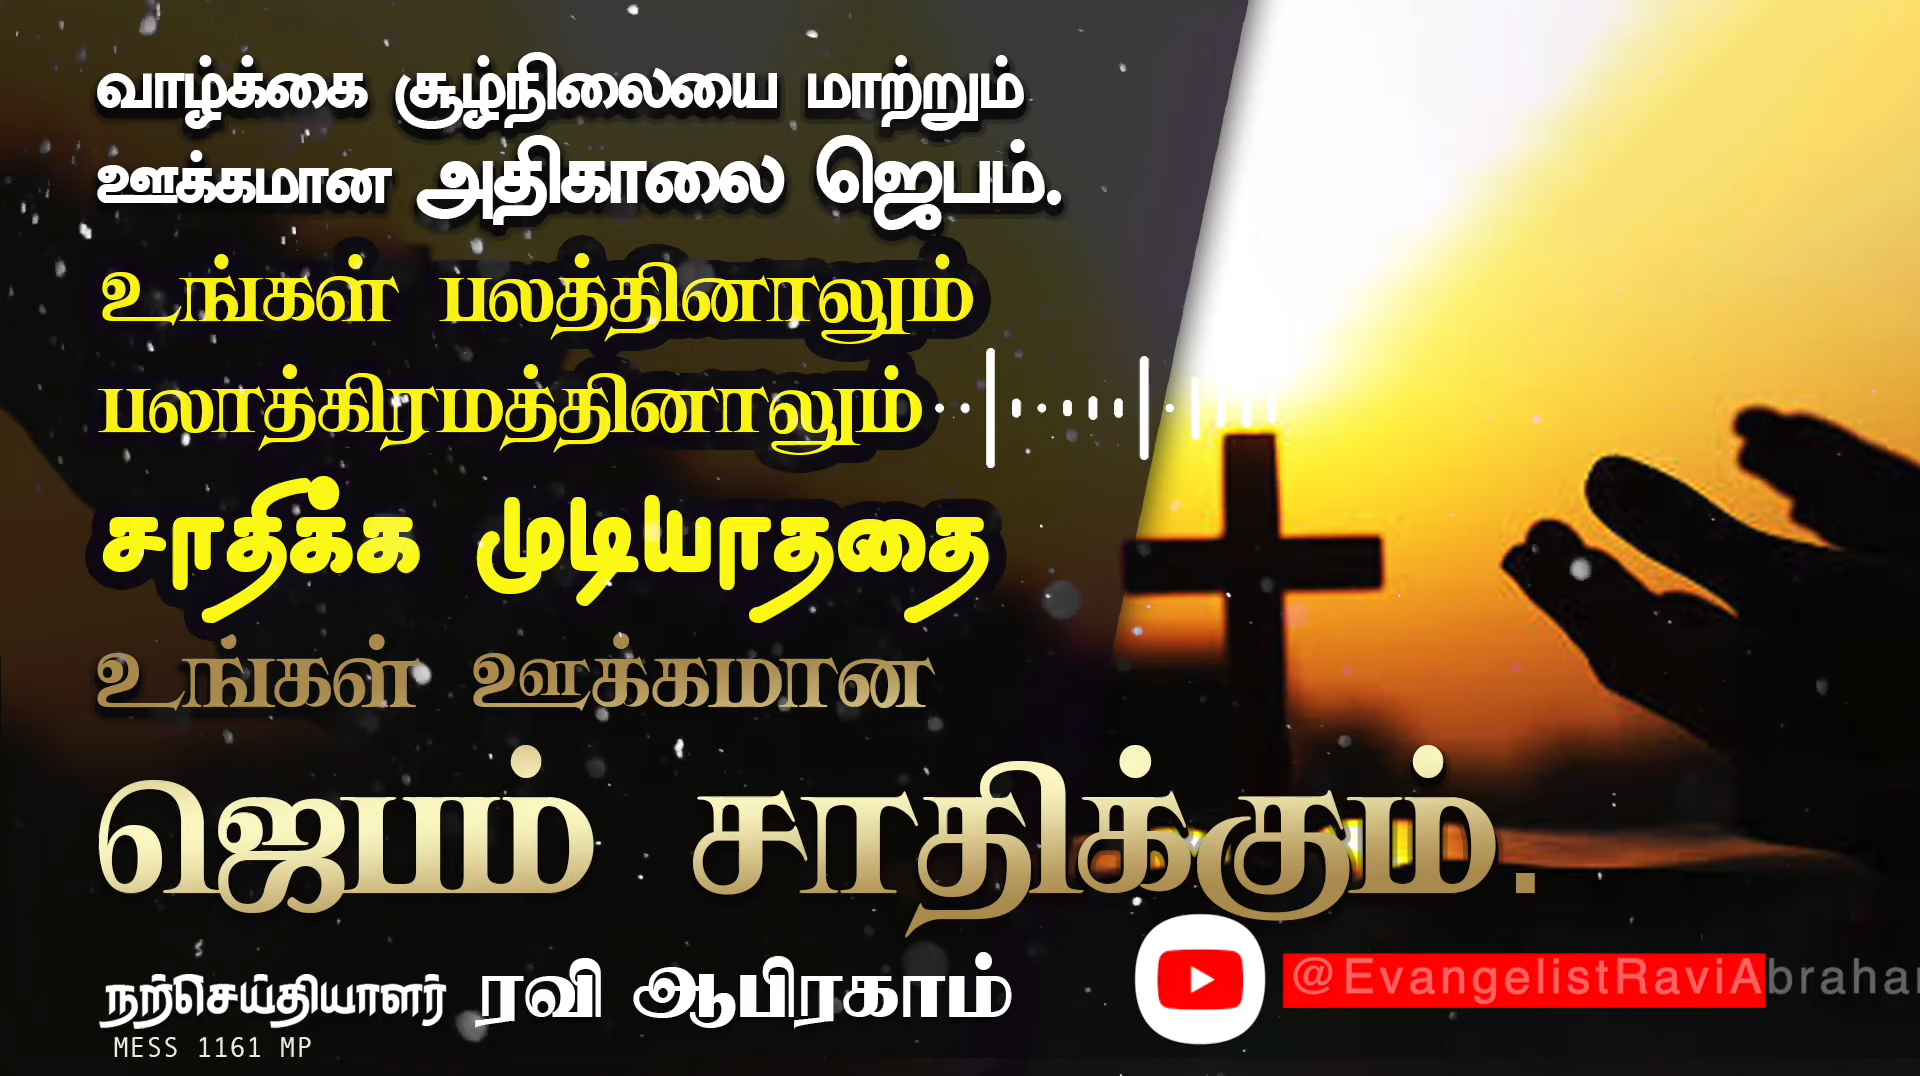 வாழ்க்கை சூழ்நிலையை மாற்றும்
ஊக்கமான அதிகாலை ஜெபம்.
உங்கள் பலத்தினாலும்
பலாத்கிரமத்தினாலும்
சாதிக்க முடியாததை
உங்கள் ஊக்கமான
ஜெபம் சாதிக்கும்.
நற்செய்தியாளர் ரவி ஆபிரகாம்
MESS 1161 MP
@EvangelistRaviAbraha